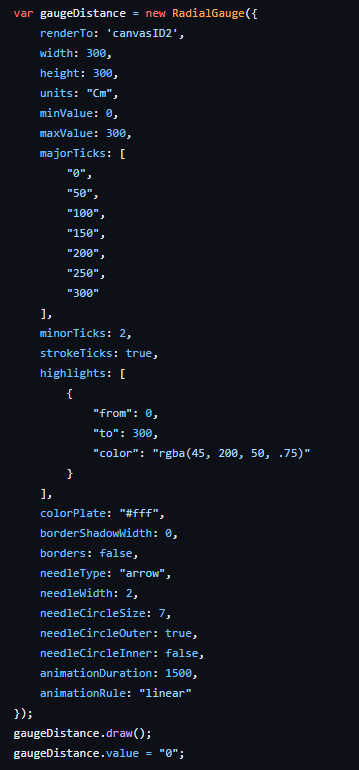 var gaugeDistance = new RadialGauge({
    renderTo: 'canvasID2',
    width: 300,
    height: 300,
    units: "Cm",
    minValue: 0,
    maxValue: 300,
    majorTicks: [
        "0",
        "50",
        "100",
        "150",
        "200",
        "250",
        "300"
    ],
    minorTicks: 2,
    strokeTicks: true,
    highlights: [
        {
            "from": 0,
            "to": 300,
            "color": "rgba(45, 200, 50, .75)"
        }
    ],
    colorPlate: "#fff",
    borderShadowWidth: 0,
    borders: false,
    needleType: "arrow",
    needleWidth: 2,
    needleCircleSize: 7,
    needleCircleOuter: true,
    needleCircleInner: false,
    animationDuration: 1500,
    animationRule: "linear"
});
gaugeDistance.draw();
gaugeDistance.value = "0";